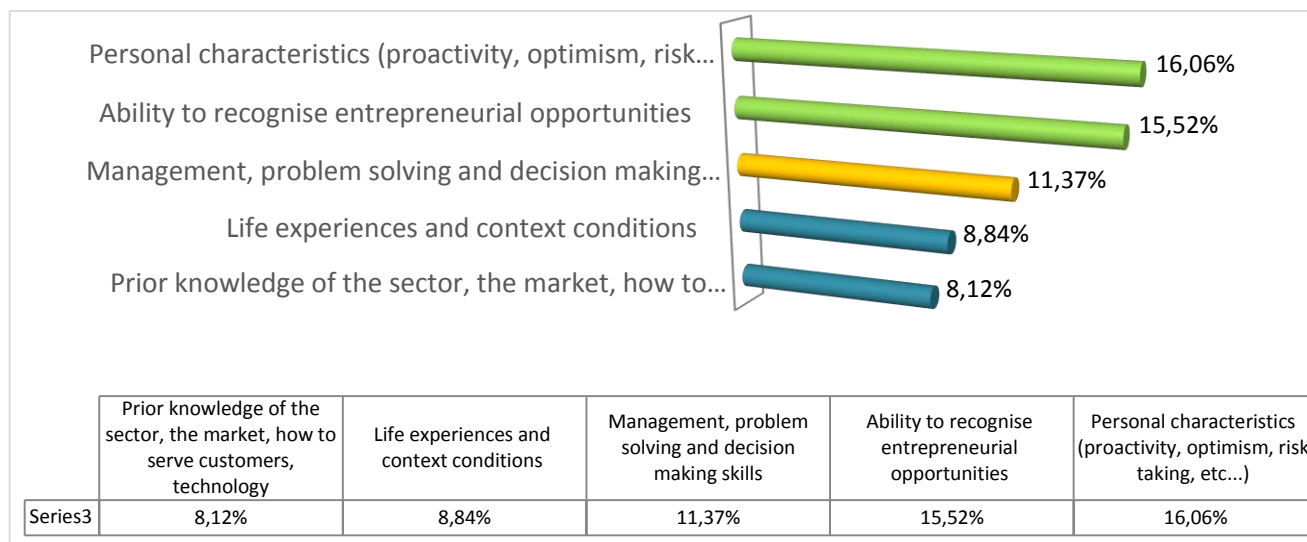 Personal characteristics (proactivity, optimism, risk...
16,06%
Ability to recognise entrepreneurial opportunities
15,52%
Management, problem solving and decision making...
11,37%
Life experiences and context conditions
8,84%
Prior knowledge of the sector, the market, how to...
8,12%
Prior knowledge of the
sector, the market, how to
serve customers,
technology
Life experiences and
context conditions
Management, problem
solving and decision
making skills
Ability to recognise
entrepreneurial
opportunities
Personal characteristics
(proactivity, optimism, risk
taking, etc...)
Series3 8,12% 8,84% 11,37% 15,52% 16,06%